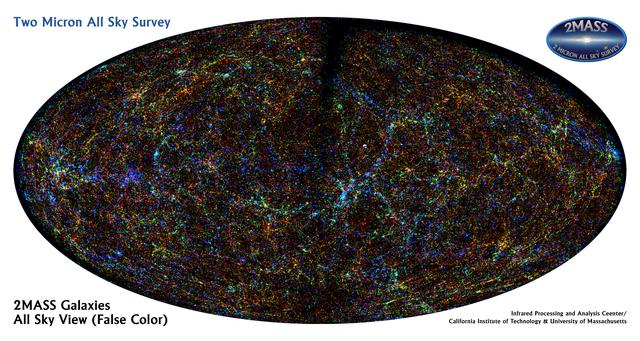 Two Micron All Sky Survey
2MASS
2 MICRON ALL SKY SURVEY
2MASS Galaxies
All Sky View (False Color)
Infrared Processing and Analysis Ceenter/
California Institute of Technology & University of Massachusetts